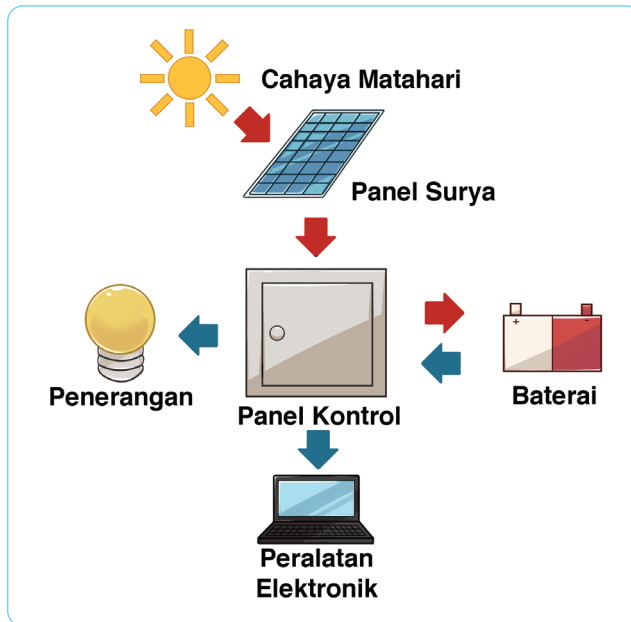 Cahaya Matahari
Panel Surya
Penerangan
Panel Kontrol
+ -
Baterai
Peralatan
Elektronik